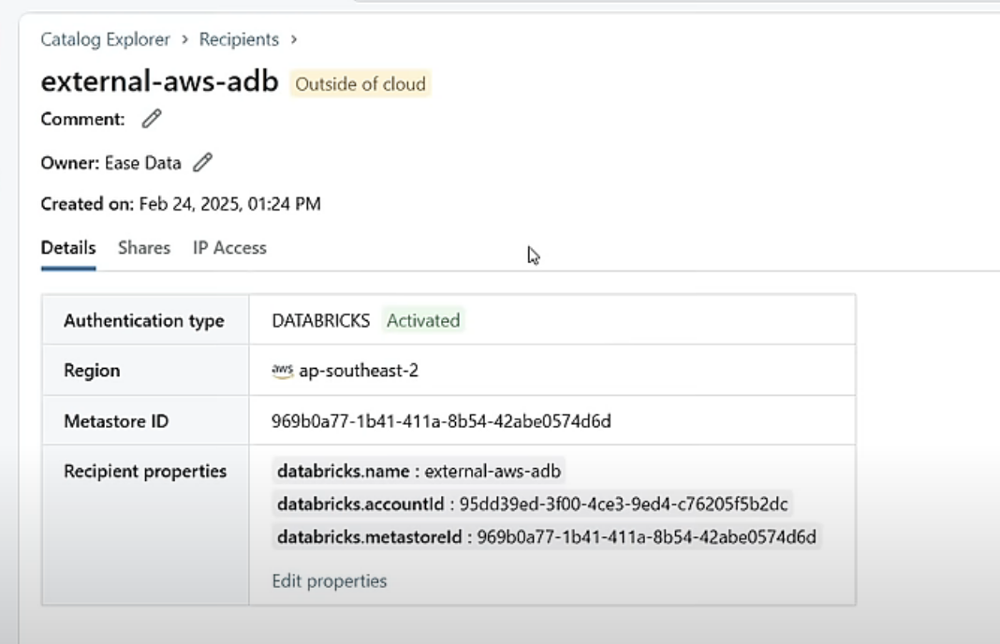 Catalog Explorer > Recipients >
external-aws-adb Outside of cloud
Comment:
Owner: Ease Data
Created on: Feb 24, 2025, 01:24 PM
Details Shares IP Access
Authentication type DATABRICKS Activated
Region aws ap-southeast-2
Metastore ID 969b0a77-1b41-411a-8b54-42abe0574d6d
Recipient properties databricks.name : external-aws-adb
databricks.accountId : 95dd39ed-3f00-4ce3-9ed4-c76205f5b2dc
databricks.metastoreId : 969b0a77-1b41-411a-8b54-42abe0574d6d
Edit properties